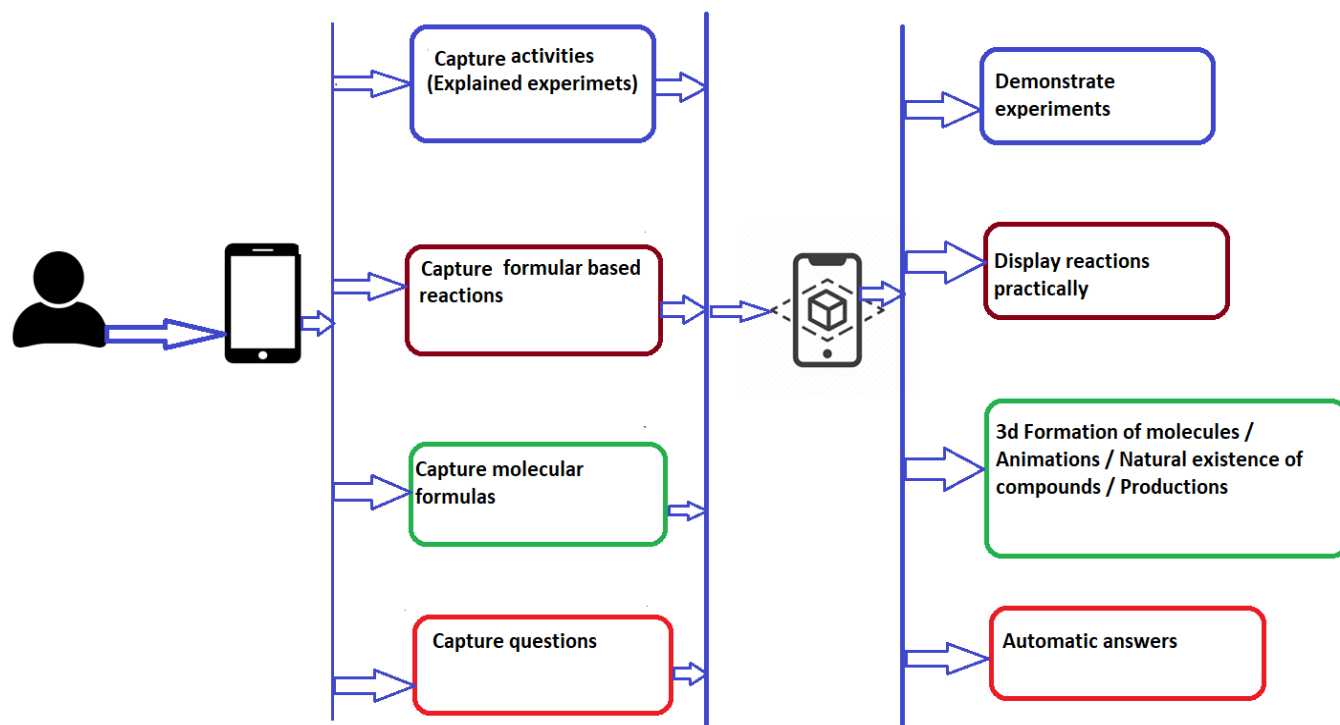 Capture activities
(Explained experimets)
Demonstrate
experiments
Capture formular based
reactions
Display reactions
practically
Capture molecular
formulas
3d Formation of molecules /
Animations / Natural existence of
compounds / Productions
Capture questions
Automatic answers